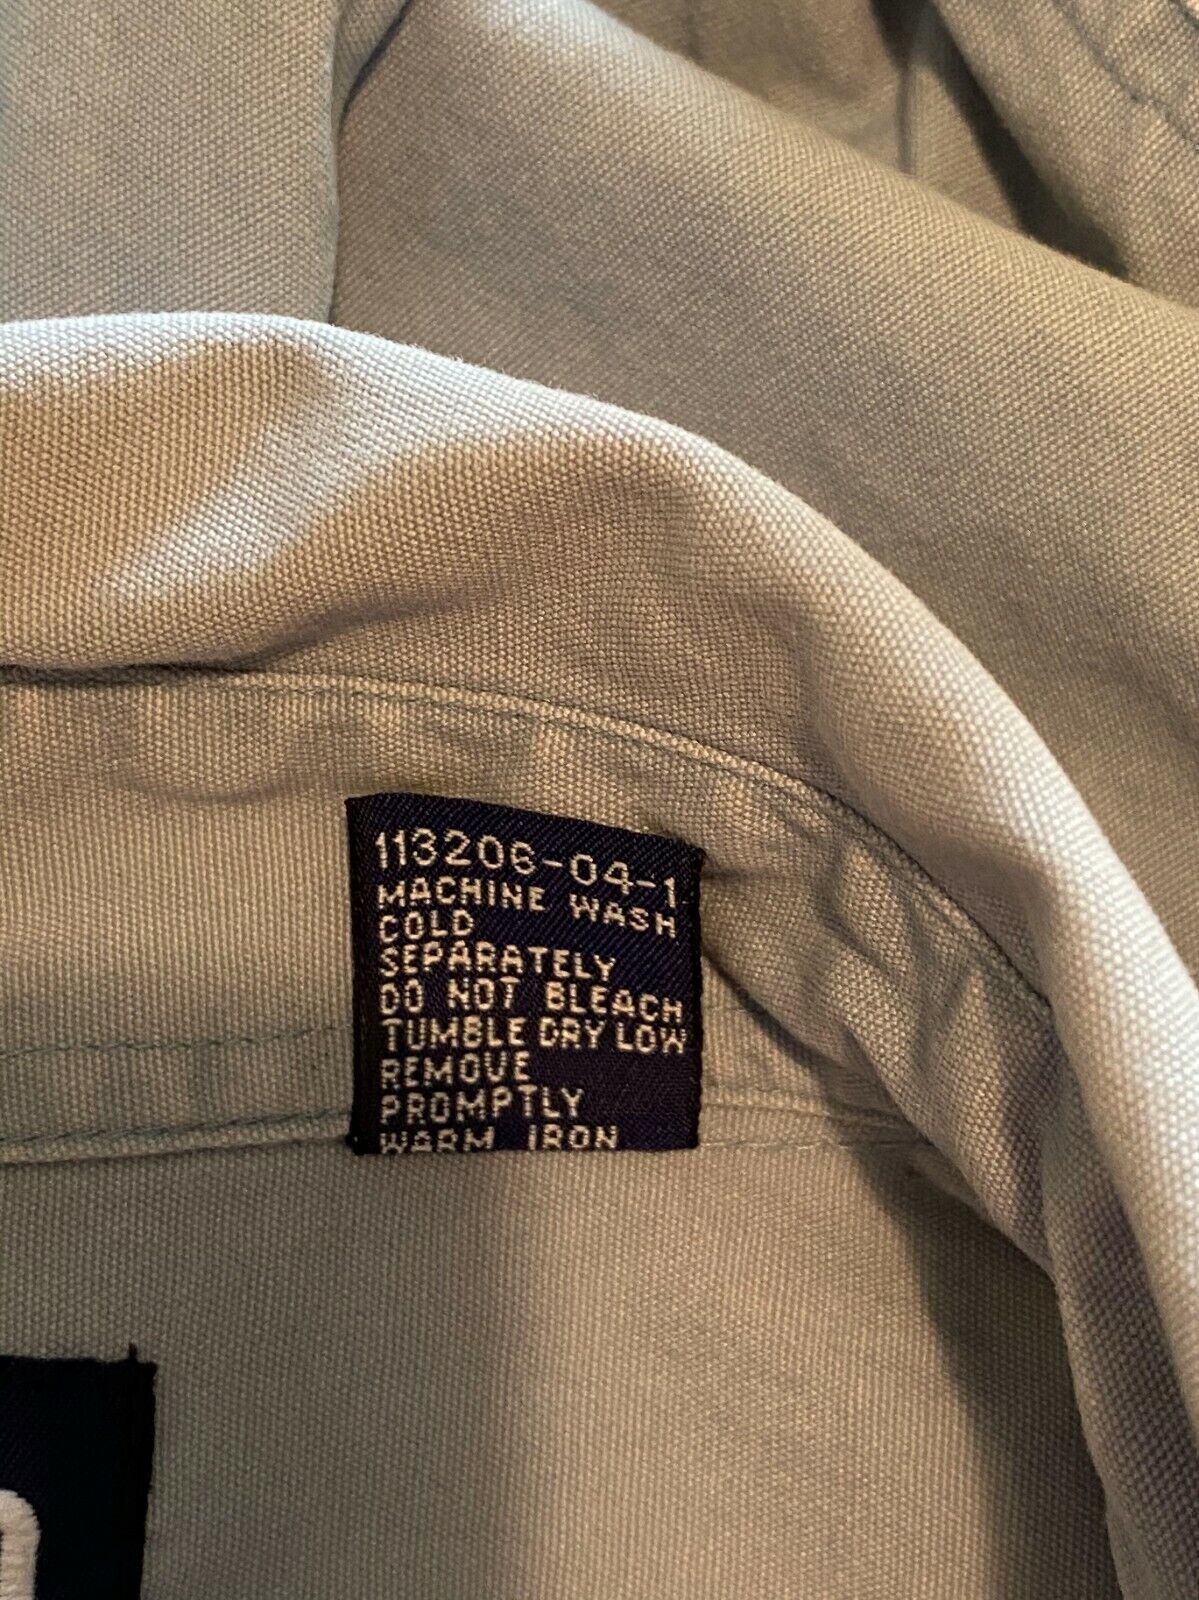 113206-04-1
MACHINE WASH
COLD
SEPARATELY
DO NOT BLEACH
TUMBLE DRY LOW
REMOVE
PROMPTLY
WARM IRON